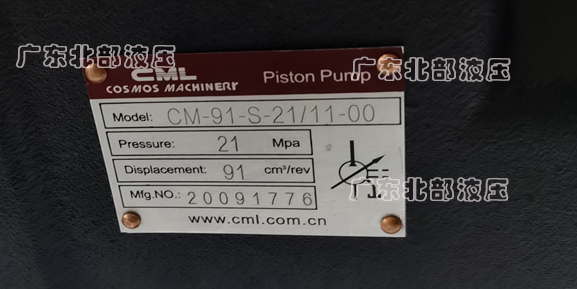 广东北部液压
广东北部液压
CML
COSMOS MACHINERY
Piston Pump
Model: CM-91-S-21/11-00
Pressure: 21 Mpa
Displacement: 91 cm³/rev
Mfg.NO.: 20091776
广东北部液压
www.cml.com.cn